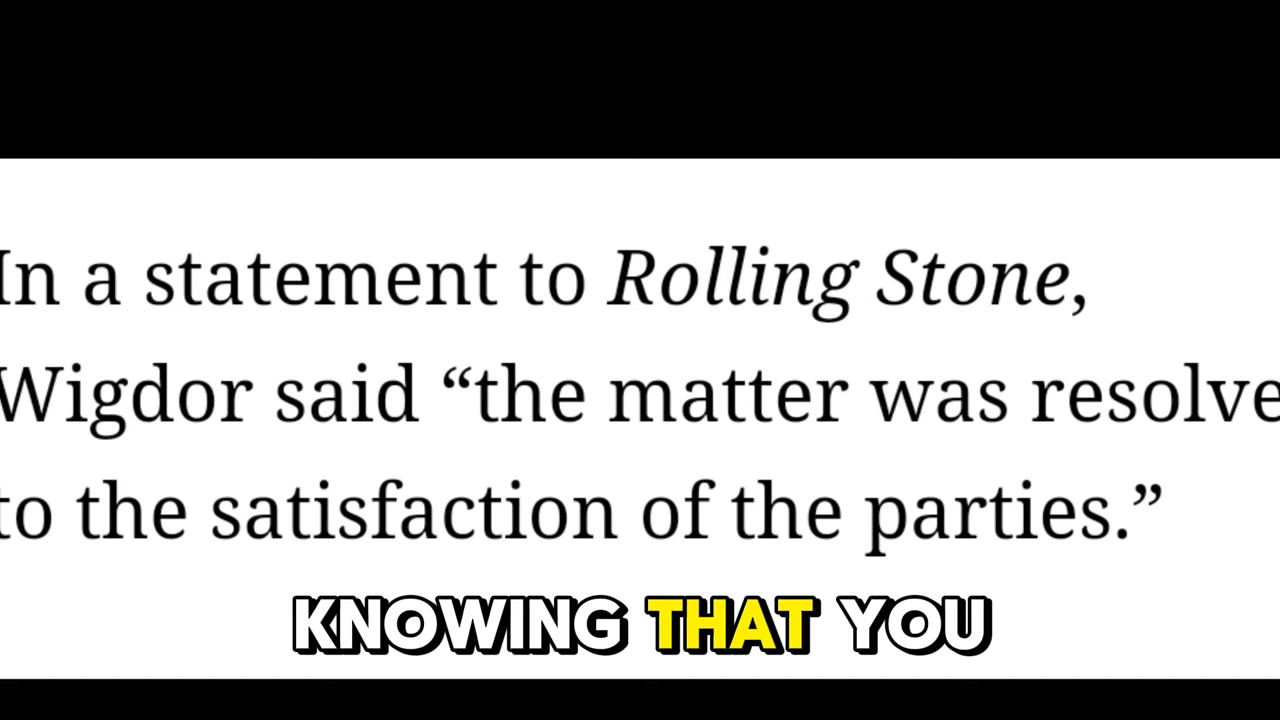 In a statement to Rolling Stone,
Wigdor said “the matter was resolve
to the satisfaction of the parties.”
KNOWING THAT YOU